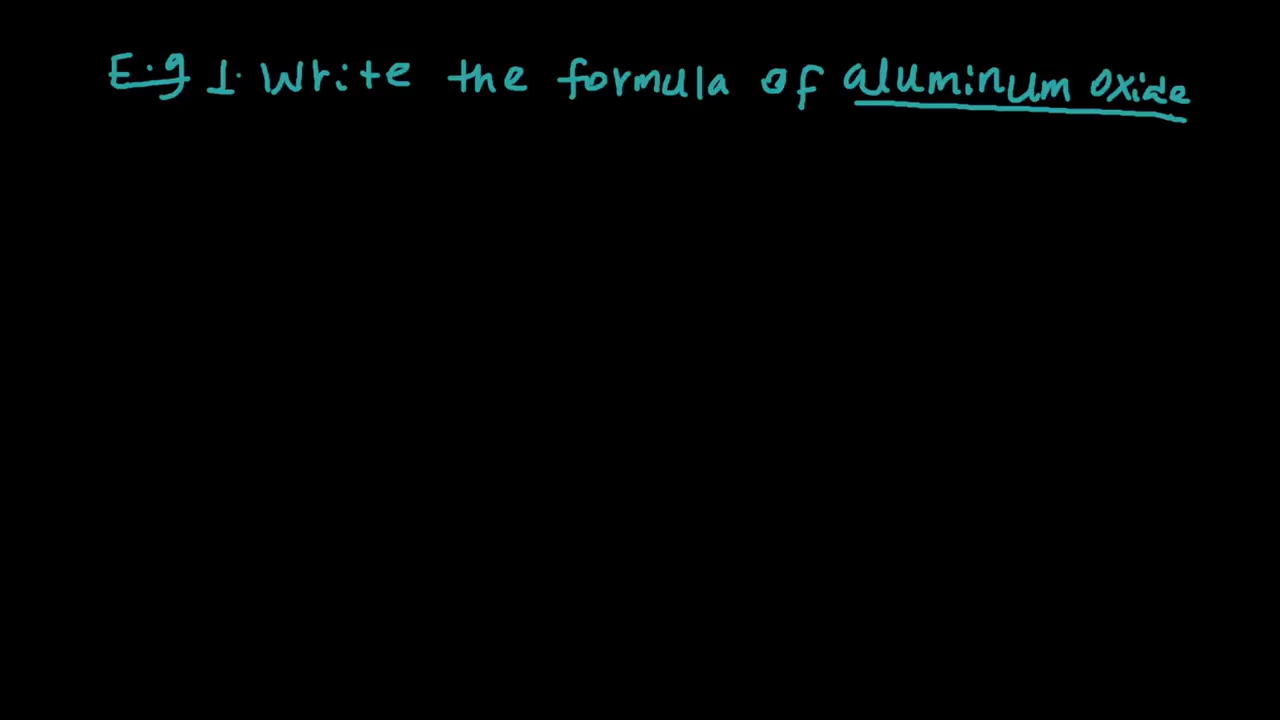 E.g 1. Write the formula of aluminum oxide